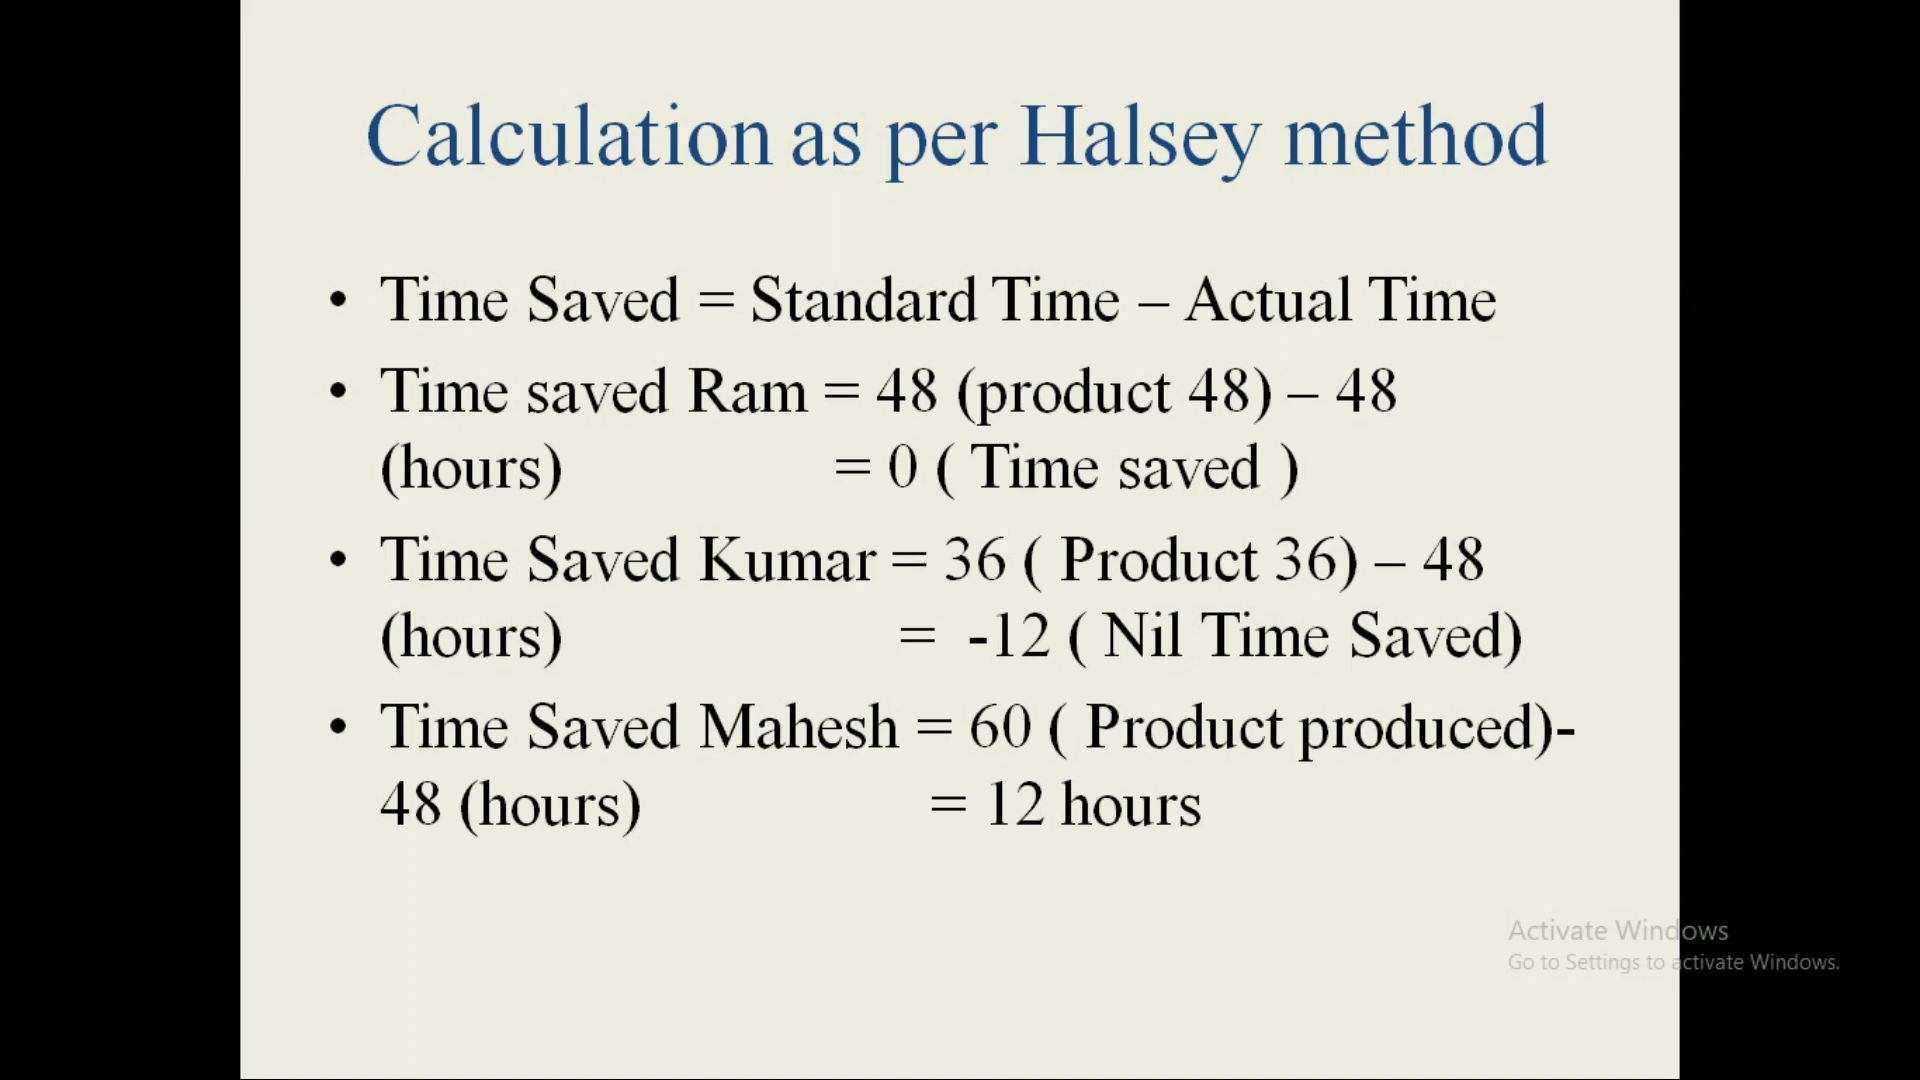 Calculation as per Halsey method
• Time Saved = Standard Time – Actual Time
• Time saved Ram = 48 (product 48) – 48
(hours) = 0 ( Time saved )
• Time Saved Kumar = 36 ( Product 36) – 48
(hours) = -12 ( Nil Time Saved)
• Time Saved Mahesh = 60 ( Product produced)-
48 (hours) = 12 hours
Activate Windows
Go to Settings to activate Windows.